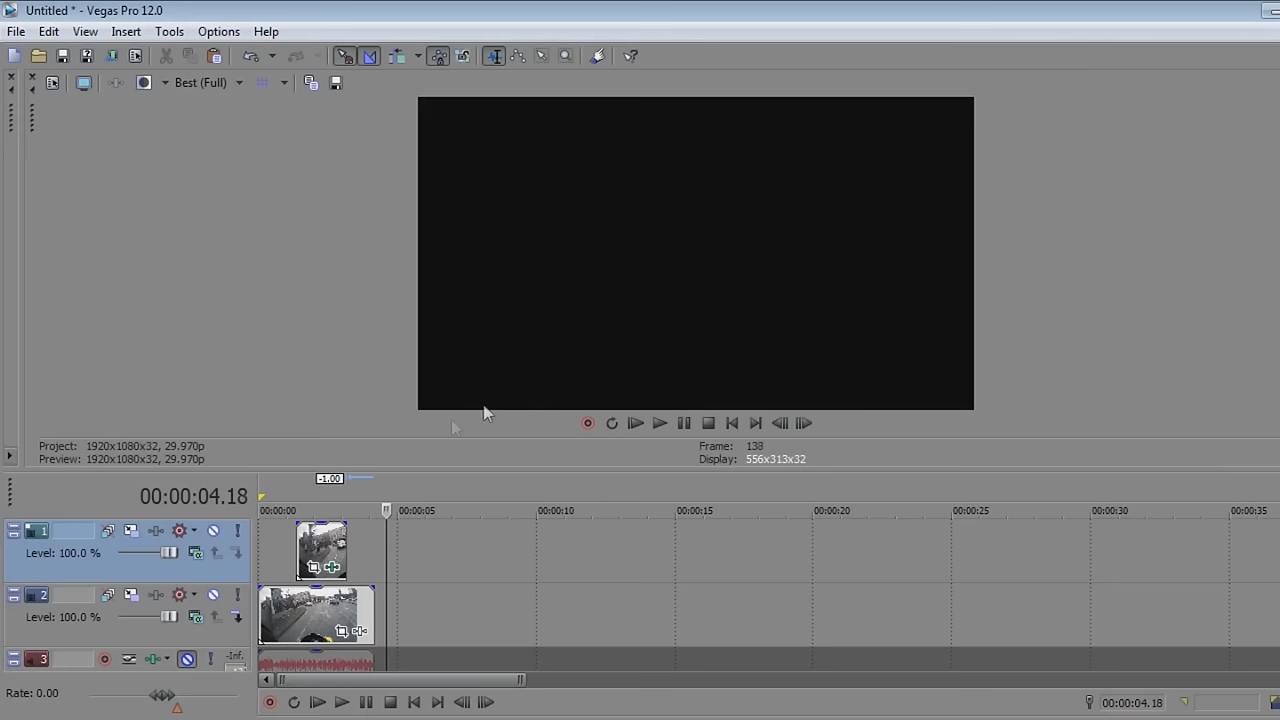 Untitled * - Vegas Pro 12.0
File Edit View Insert Tools Options Help
Best (Full)
Project: 1920x1080x32, 29.970p
Preview: 1920x1080x32, 29.970p
Frame: 138
Display: 556x313x32
-1.00
00:00:04.18
00:00:00 00:00:05 00:00:10 00:00:15 00:00:20 00:00:25 00:00:30 00:00:35
1
Level: 100.0 %
2
Level: 100.0 %
3
-Inf.
Rate: 0.00
00:00:04.18